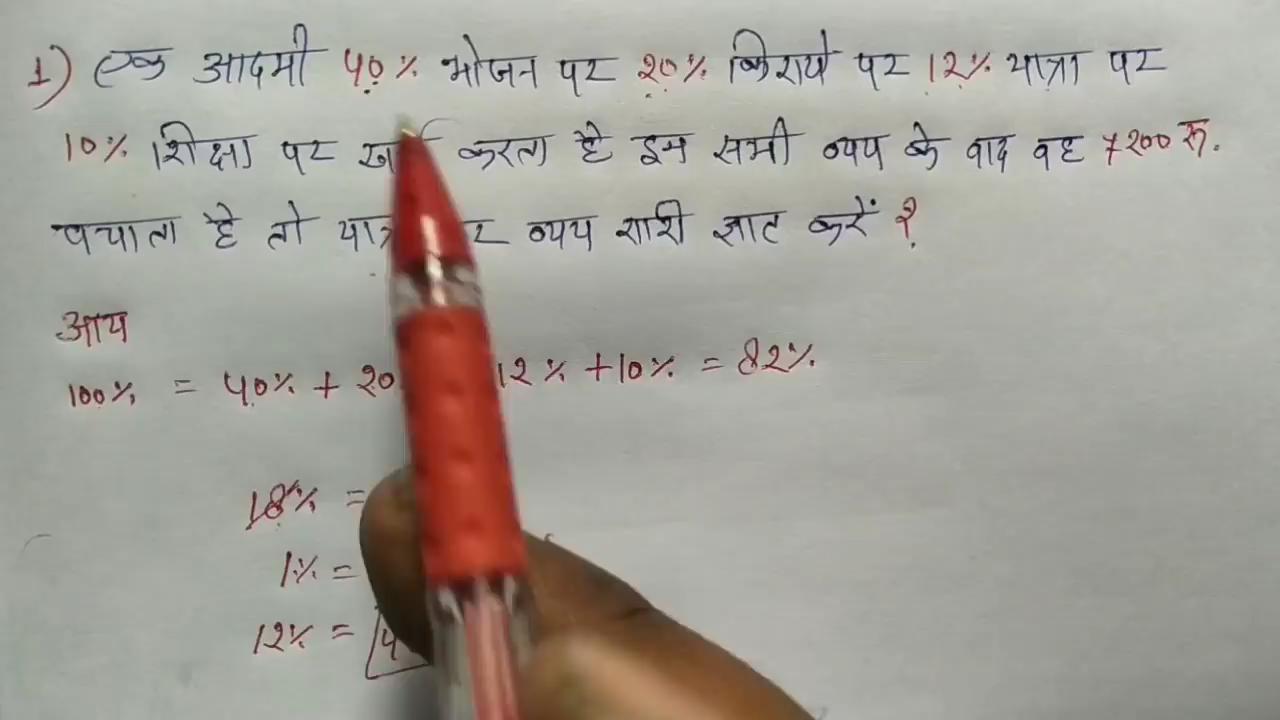 1) एक आदमी 40% भोजन पर 20% किराये पर 12% यात्रा पर
10% शिक्षा पर करता है इन सभी व्यय के बाद वह 7200 रू.
बचाता है तो व्यय राशी ज्ञात करें ?
आय
100% = 40% + 20 12% + 10% = 82%
18% =
1% =
12% =